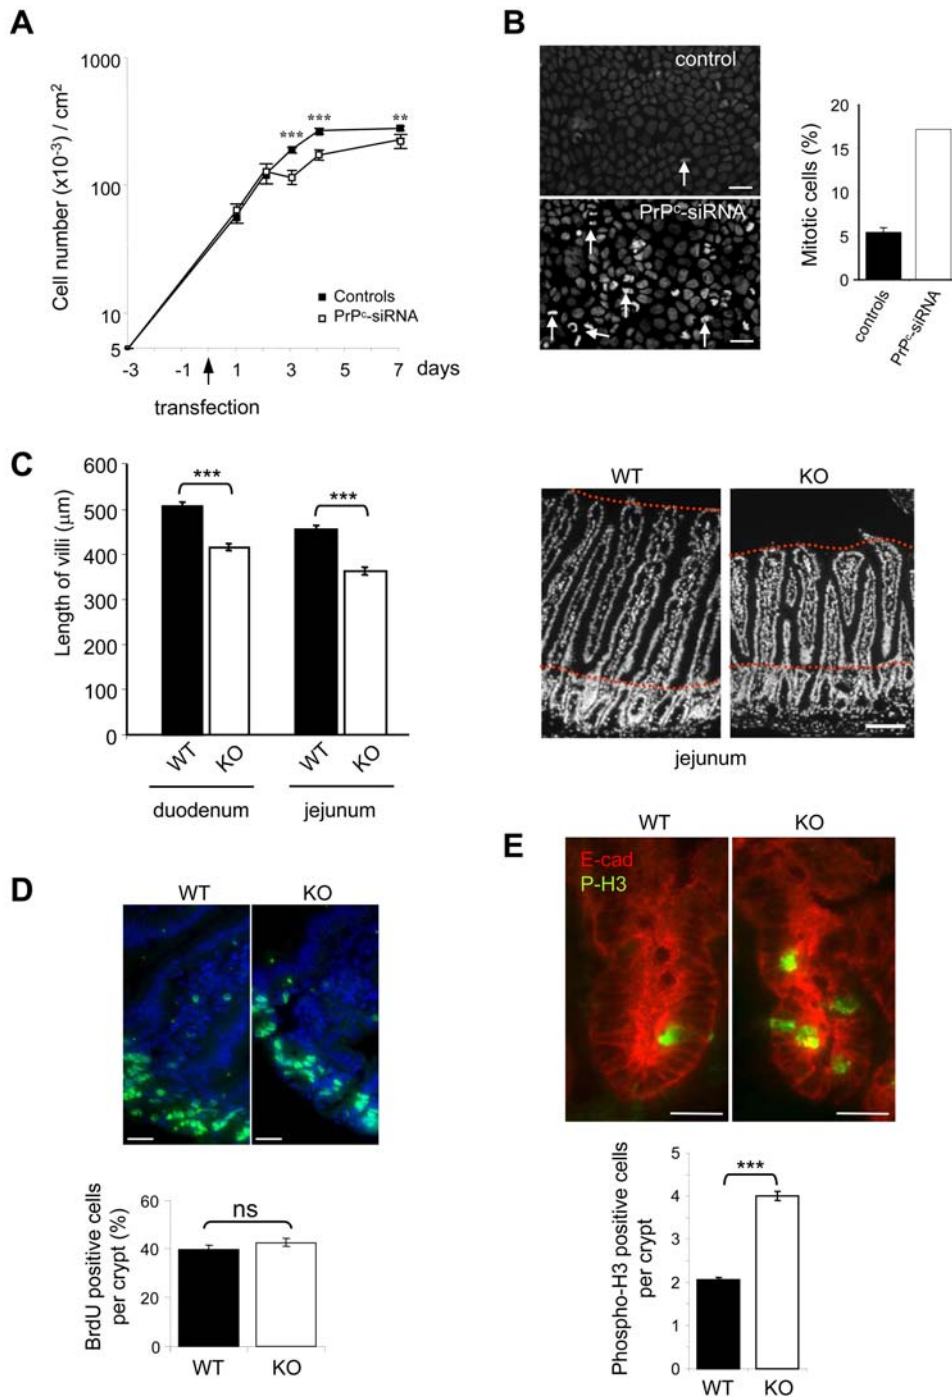 A
1000
100
10
5
Cell number (x10⁻³) / cm²
***
***
**
Controls
PrPᶜ-siRNA
-3
-1
1
3
5
7
days
transfection
B
control
PrPᶜ-siRNA
20
15
10
5
0
Mitotic cells (%)
controls
PrPᶜ-siRNA
C
600
500
400
300
200
100
0
Length of villi (µm)
***
***
WT
KO
WT
KO
duodenum
jejunum
WT
KO
jejunum
D
WT
KO
60
40
20
0
BrdU positive cells
per crypt (%)
ns
WT
KO
E
WT
KO
E-cad
P-H3
5
4
3
2
1
0
Phospho-H3 positive cells
per crypt
***
WT
KO